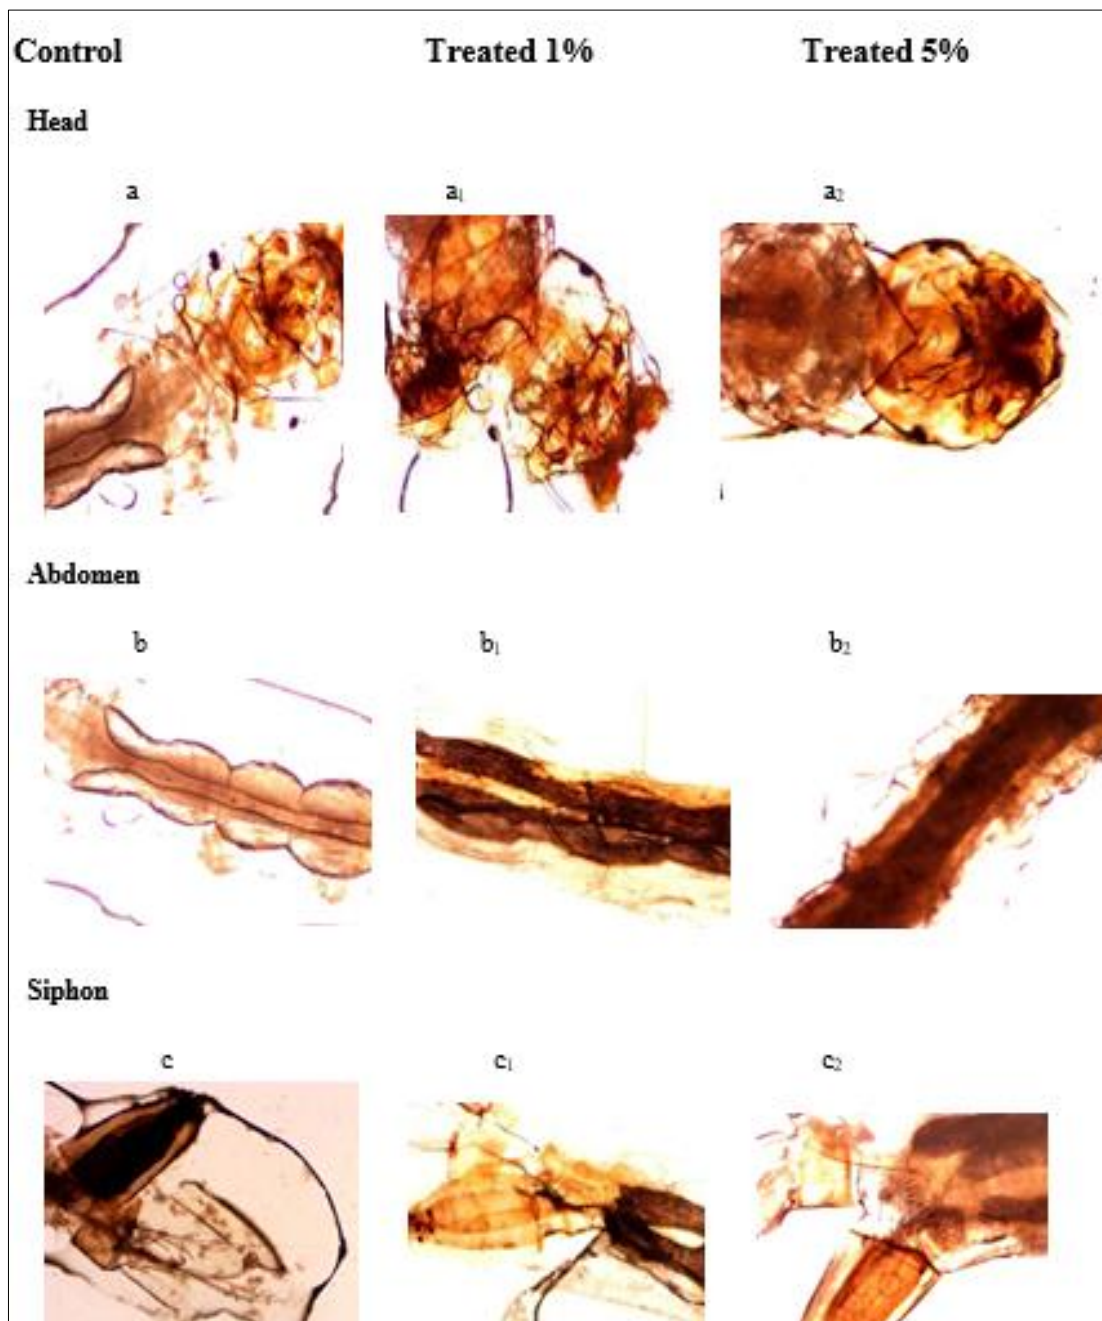 Control Treated 1% Treated 5%
Head
a a₁ a₂
Abdomen
b b₁ b₂
Siphon
c c₁ c₂